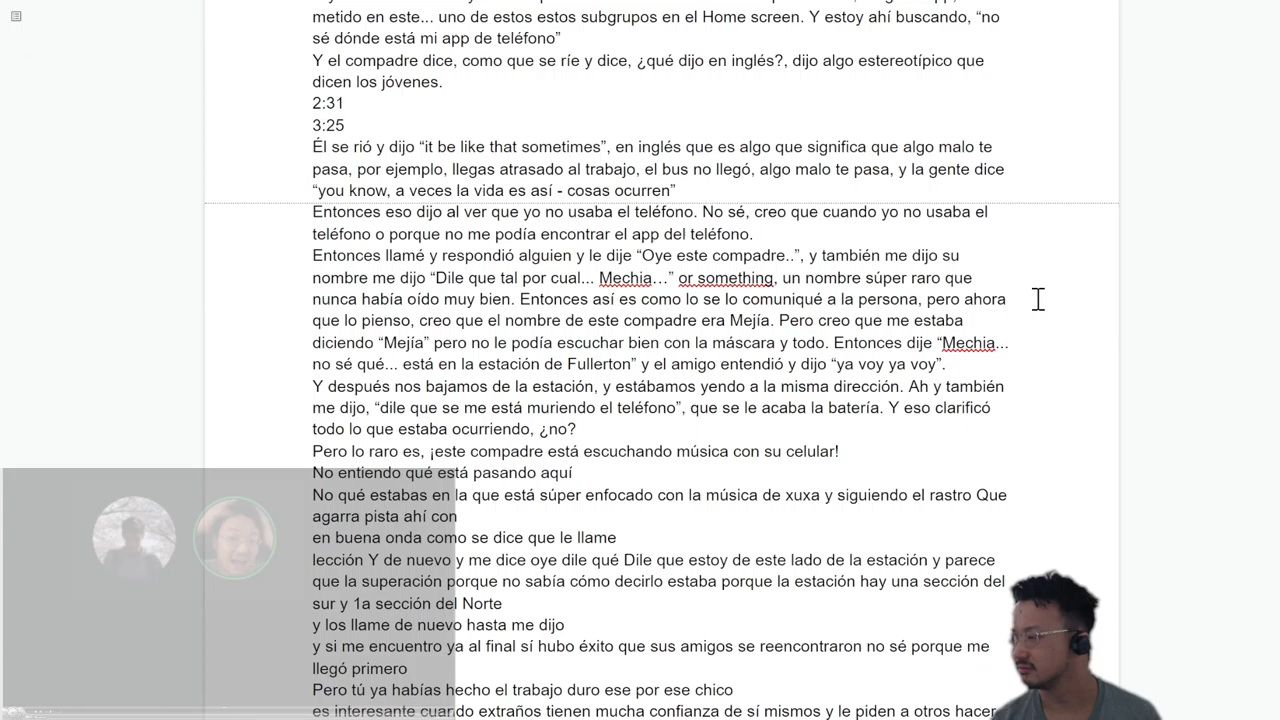 metido en este... uno de estos estos subgrupos en el Home screen. Y estoy ahí buscando, “no
sé dónde está mi app de teléfono”
Y el compadre dice, como que se ríe y dice, ¿qué dijo en inglés?, dijo algo estereotípico que
dicen los jóvenes.
2:31
3:25
Él se rió y dijo “it be like that sometimes”, en inglés que es algo que significa que algo malo te
pasa, por ejemplo, llegas atrasado al trabajo, el bus no llegó, algo malo te pasa, y la gente dice
“you know, a veces la vida es así - cosas ocurren”
Entonces eso dijo al ver que yo no usaba el teléfono. No sé, creo que cuando yo no usaba el
teléfono o porque no me podía encontrar el app del teléfono.
Entonces llamé y respondió alguien y le dije “Oye este compadre..”, y también me dijo su
nombre me dijo “Dile que tal por cual... Mechia…” or something, un nombre súper raro que
nunca había oído muy bien. Entonces así es como lo se lo comuniqué a la persona, pero ahora
que lo pienso, creo que el nombre de este compadre era Mejía. Pero creo que me estaba
diciendo “Mejía” pero no le podía escuchar bien con la máscara y todo. Entonces dije “Mechia...
no sé qué... está en la estación de Fullerton” y el amigo entendió y dijo “ya voy ya voy”.
Y después nos bajamos de la estación, y estábamos yendo a la misma dirección. Ah y también
me dijo, “dile que se me está muriendo el teléfono”, que se le acaba la batería. Y eso clarificó
todo lo que estaba ocurriendo, ¿no?
Pero lo raro es, ¡este compadre está escuchando música con su celular!
No entiendo qué está pasando aquí
No qué estabas en la que está súper enfocado con la música de xuxa y siguiendo el rastro Que
agarra pista ahí con
en buena onda como se dice que le llame
lección Y de nuevo y me dice oye dile qué Dile que estoy de este lado de la estación y parece
que la superación porque no sabía cómo decirlo estaba porque la estación hay una sección del
sur y 1a sección del Norte
y los llame de nuevo hasta me dijo
y si me encuentro ya al final sí hubo éxito que sus amigos se reencontraron no sé porque me
llegó primero
Pero tú ya habías hecho el trabajo duro ese por ese chico
es interesante cuando extraños tienen mucha confianza de sí mismos y le piden a otros hacer